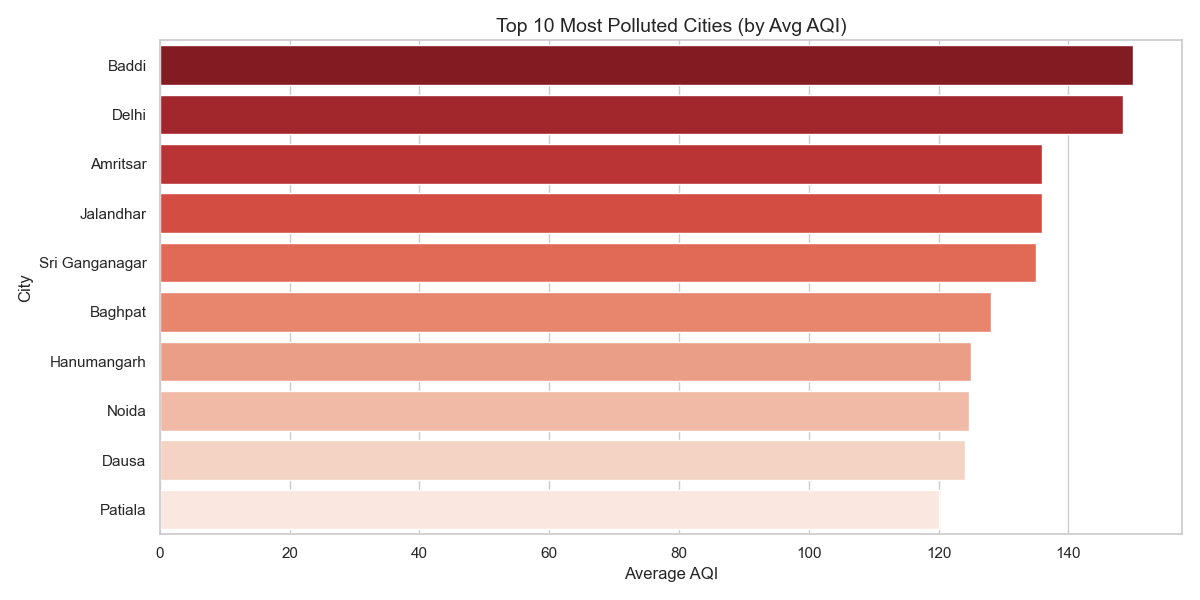 Top 10 Most Polluted Cities (by Avg AQI)
City
Baddi
Delhi
Amritsar
Jalandhar
Sri Ganganagar
Baghpat
Hanumangarh
Noida
Dausa
Patiala
0 20 40 60 80 100 120 140
Average AQI